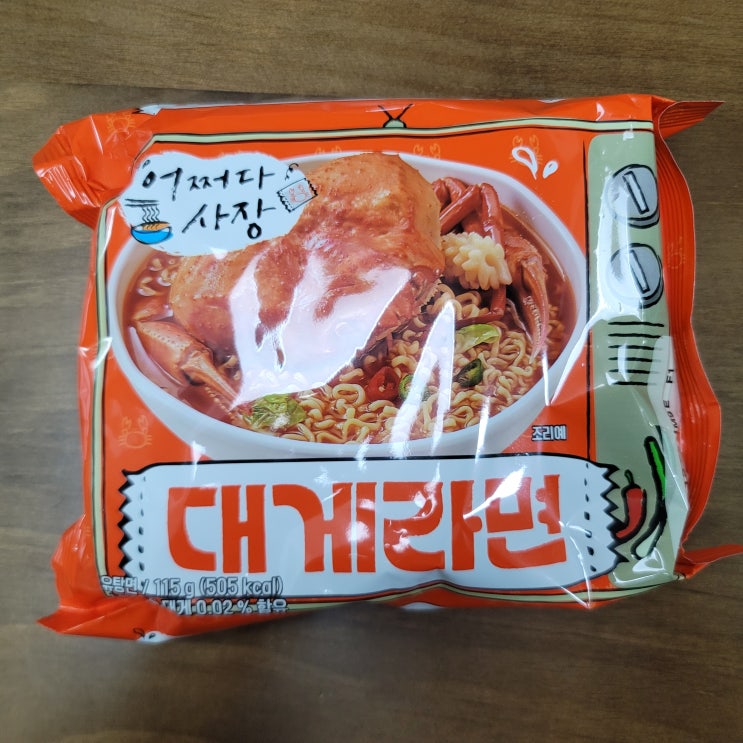 어쩌다
사장
조리예
대게라면
유탕면/ 115 g (505 kcal)
대게 0.02 % 함유